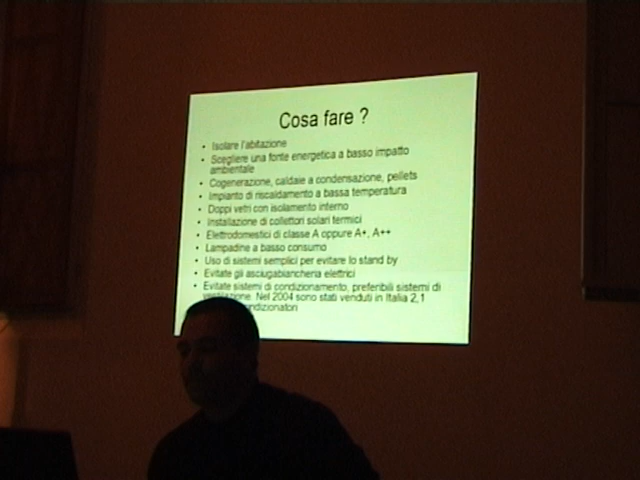 Cosa fare ?
• Isolare l'abitazione
• Scegliere una fonte energetica a basso impatto
ambientale
• Cogenerazione, caldaie a condensazione, pellets
• Impianto di riscaldamento a bassa temperatura
• Doppi vetri con isolamento interno
• Installazione di collettori solari termici
• Elettrodomestici di classe A oppure A+, A++
• Lampadine a basso consumo
• Uso di sistemi semplici per evitare lo stand by
• Evitate gli asciugabiancheria elettrici
• Evitate sistemi di condizionamento, preferibili sistemi di
ventilazione. Nel 2004 sono stati venduti in Italia 2,1
ndizionatori